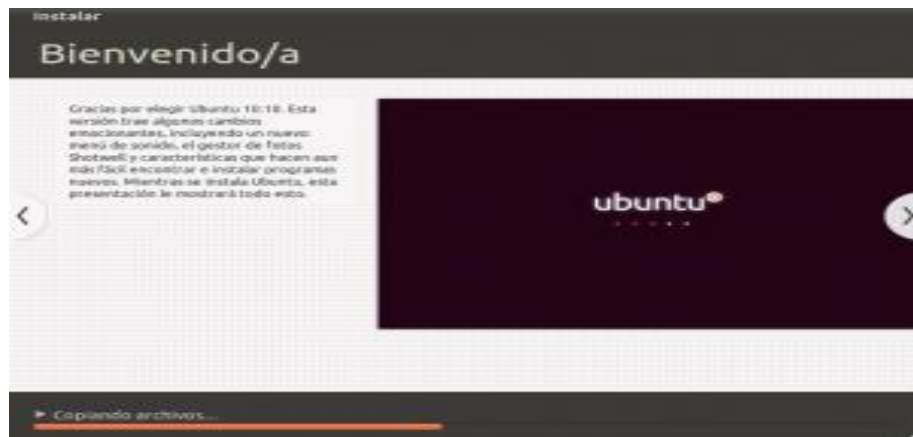 Instalar
Bienvenido/a
Gracias por elegir Ubuntu 10.10. Esta
versión trae algunos cambios
emocionantes, incluyendo un nuevo
menú de sonido, el gestor de fotos
Shotwell y características que hacen aun
más fácil encontrar e instalar programas
nuevos. Mientras se instala Ubuntu, esta
presentación le mostrará todo esto.
ubuntu
Copiando archivos...